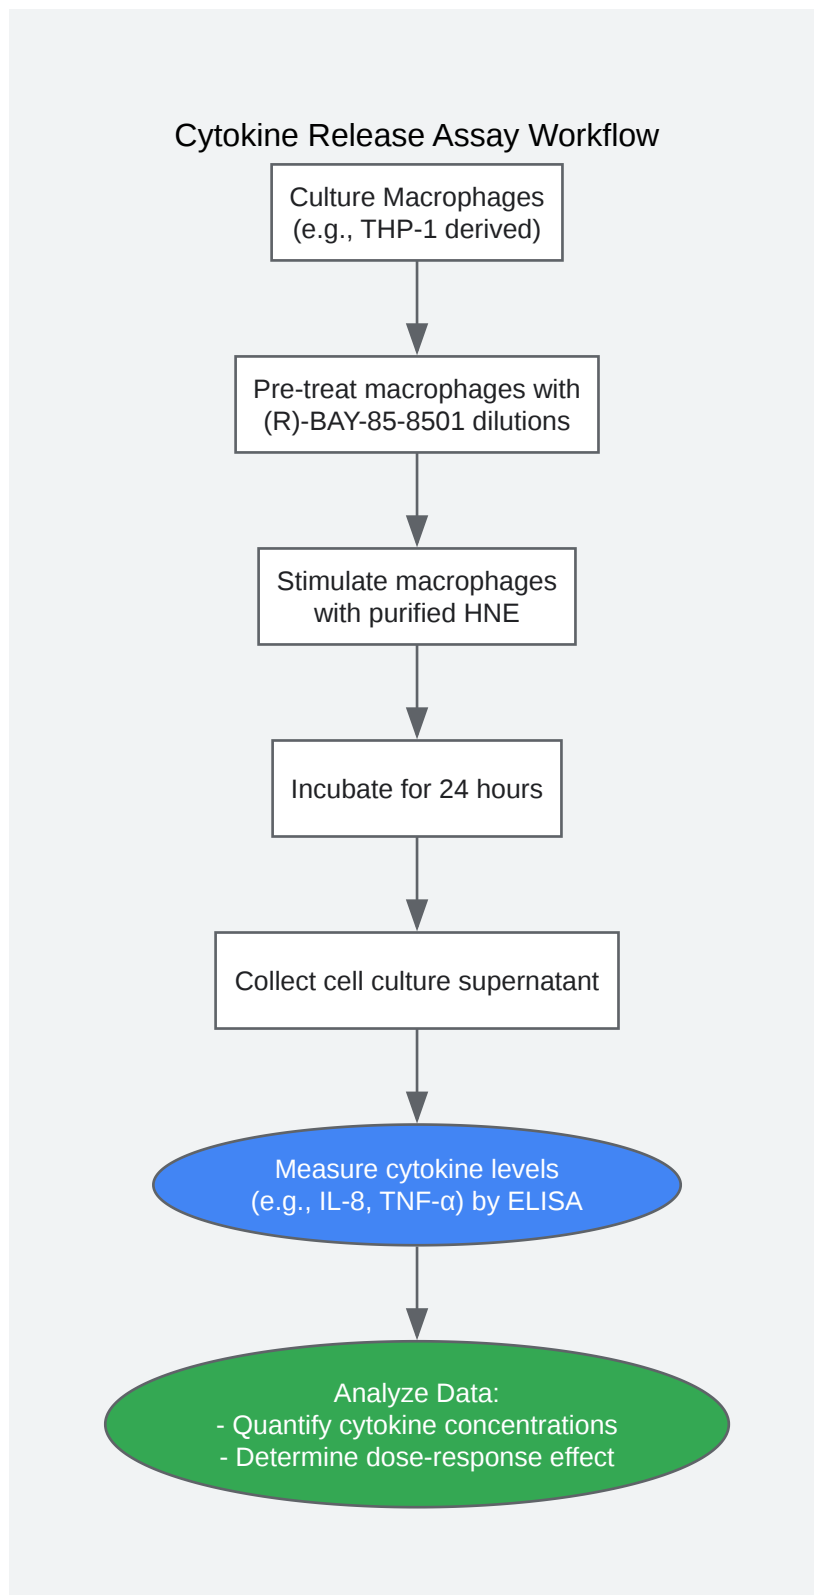 Cytokine Release Assay Workflow
Culture Macrophages
(e.g., THP-1 derived)
Pre-treat macrophages with
(R)-BAY-85-8501 dilutions
Stimulate macrophages
with purified HNE
Incubate for 24 hours
Collect cell culture supernatant
Measure cytokine levels
(e.g., IL-8, TNF-α) by ELISA
Analyze Data:
- Quantify cytokine concentrations
- Determine dose-response effect